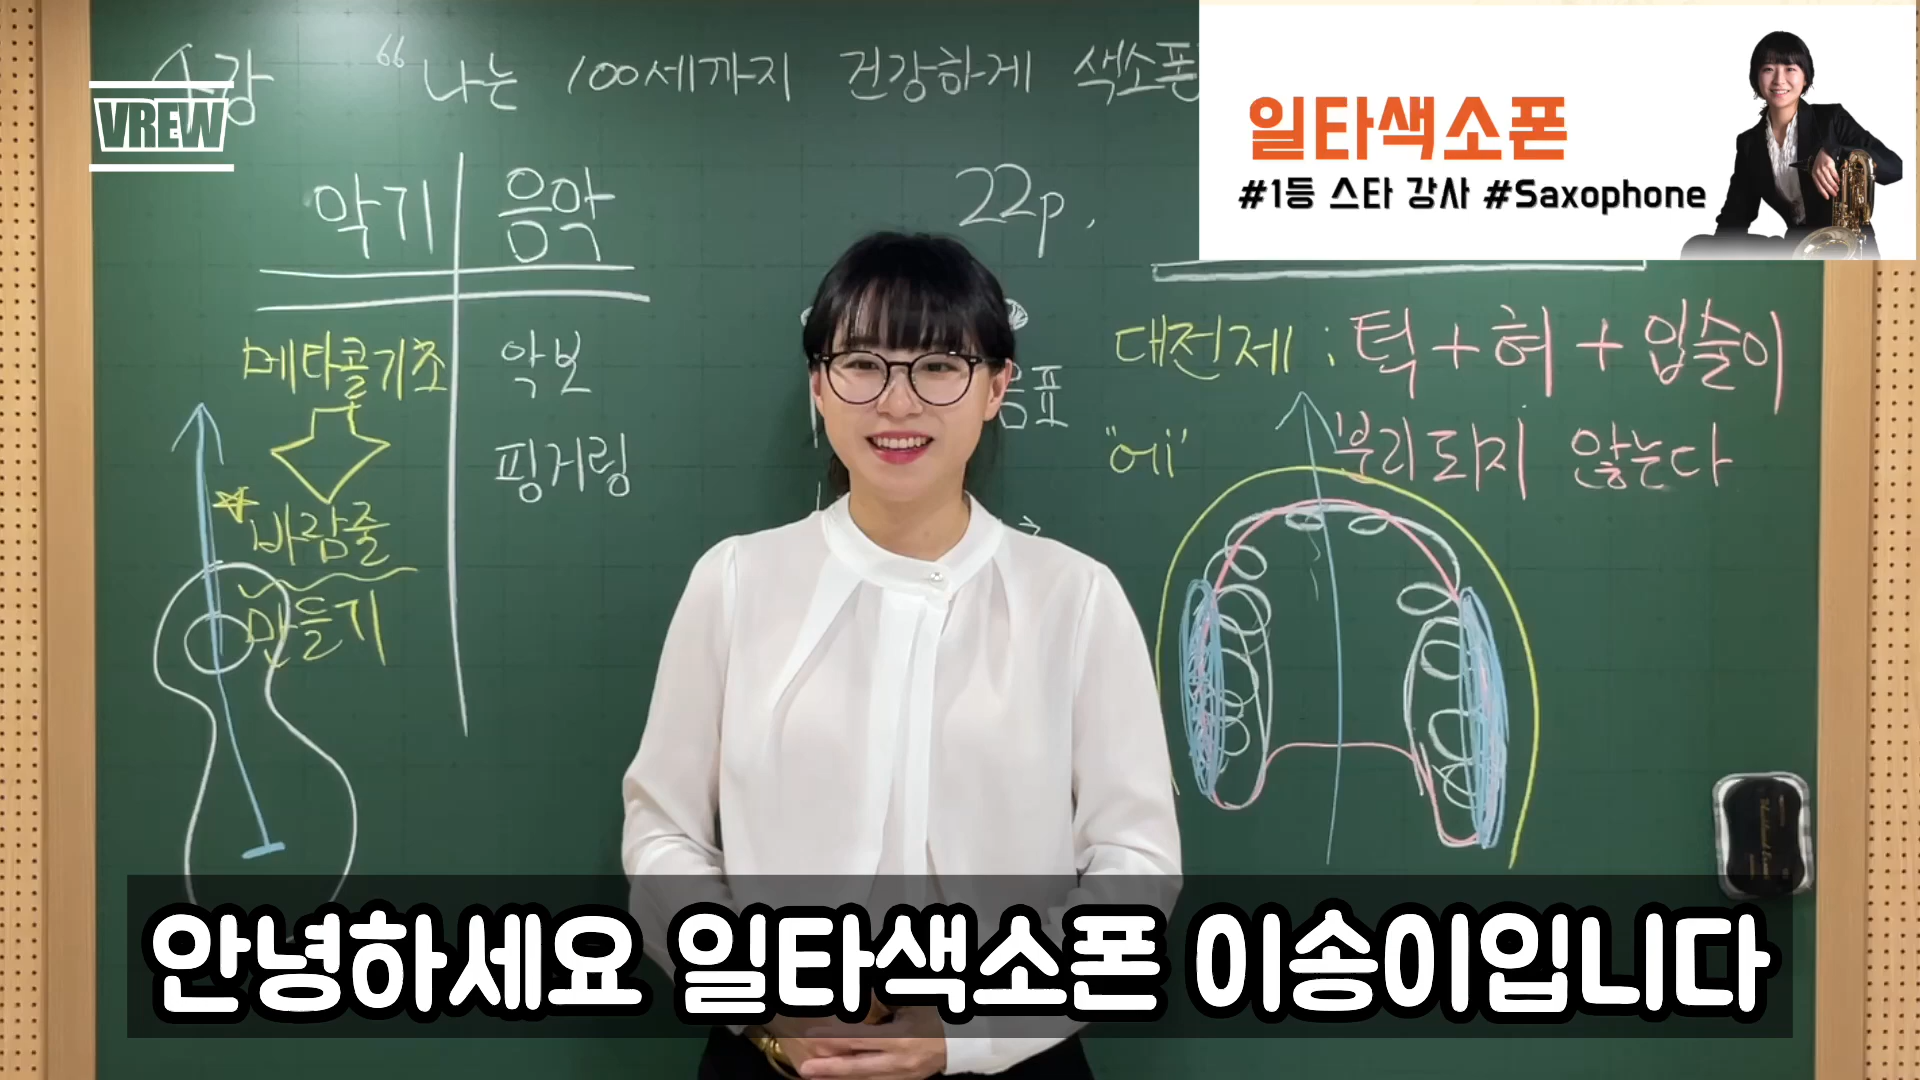 수강 "나는 100세까지 건강하게 색소폰
VREW
일타색소폰
#1등 스타 강사 #Saxophone
악기 음악
22p.
메타콜기초
악보
핑거링
바람줄
만들기
음표
대전제 : 턱 + 혀 + 입술이
분리되지 않는다
"에"
안녕하세요 일타색소폰 이송이입니다